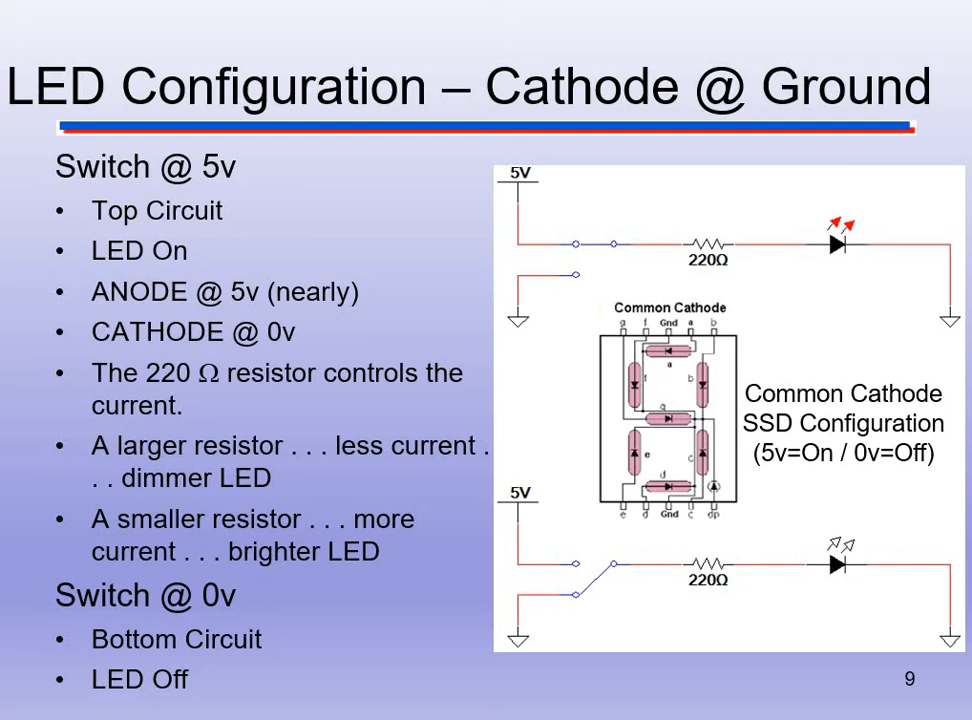 LED Configuration – Cathode @ Ground
Switch @ 5v
• Top Circuit
• LED On
• ANODE @ 5v (nearly)
• CATHODE @ 0v
• The 220 Ω resistor controls the
current.
• A larger resistor . . . less current .
. . dimmer LED
• A smaller resistor . . . more
current . . . brighter LED
Switch @ 0v
• Bottom Circuit
• LED Off
5V
220Ω
Common Cathode
g f Gnd a b
a
f b
g
e c
d
e d Gnd c dp
Common Cathode
SSD Configuration
(5v=On / 0v=Off)
5V
220Ω
9